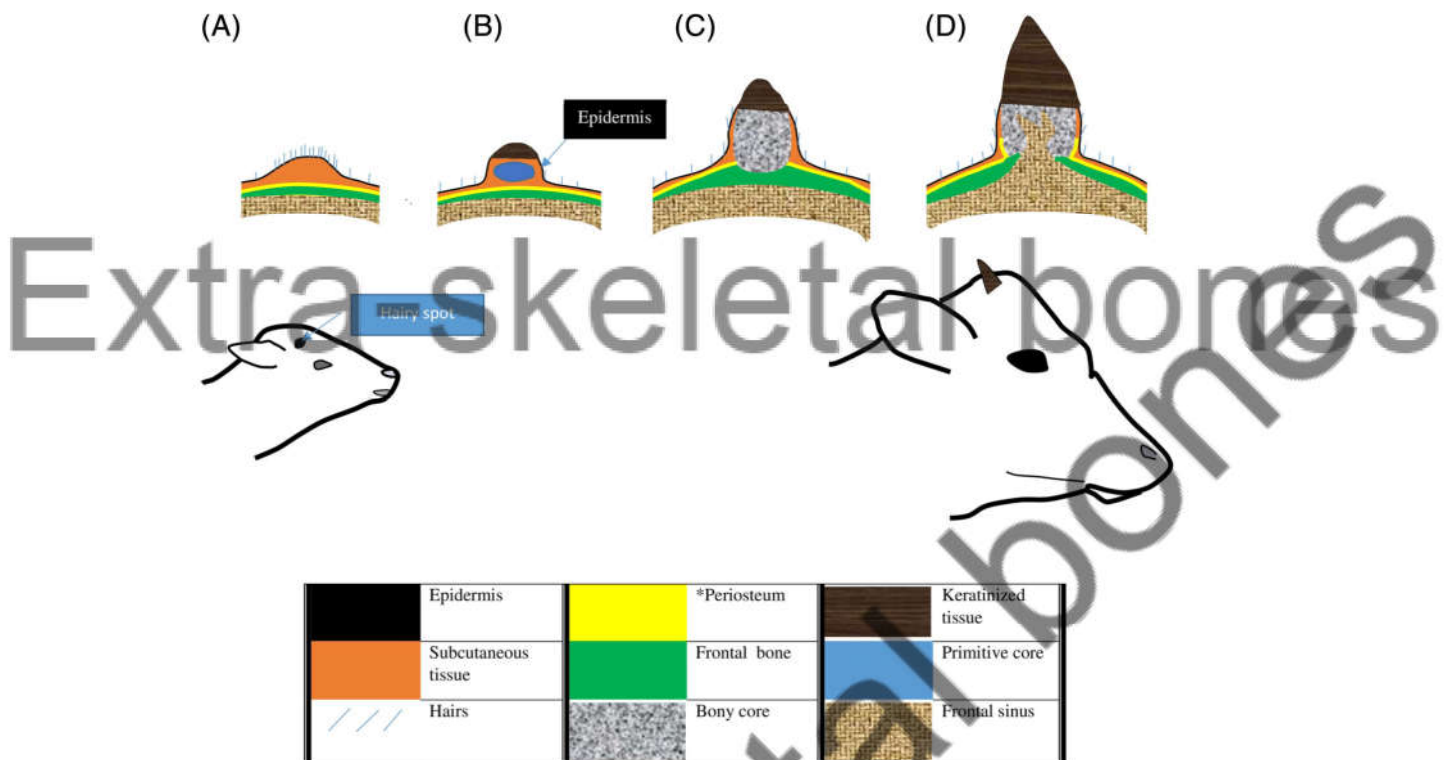 (A)
(B)
(C)
(D)
Epidermis
Extra skeletal bones
Hairy spot
Epidermis
*Periosteum
Keratinized
tissue
Subcutaneous
tissue
Frontal bone
Primitive core
Hairs
Bony core
Frontal sinus
tal bones